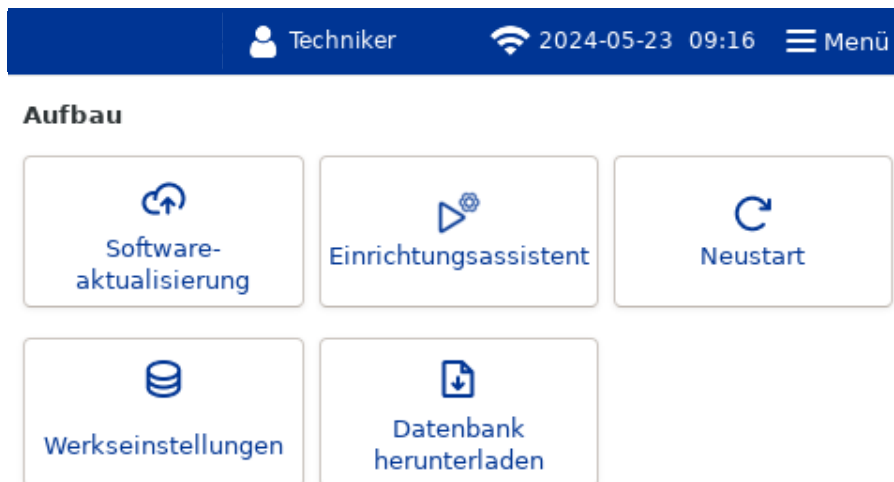 Techniker 2024-05-23 09:16 Menü
Aufbau
Software-
aktualisierung
Einrichtungsassistent
Neustart
Werkseinstellungen
Datenbank
herunterladen